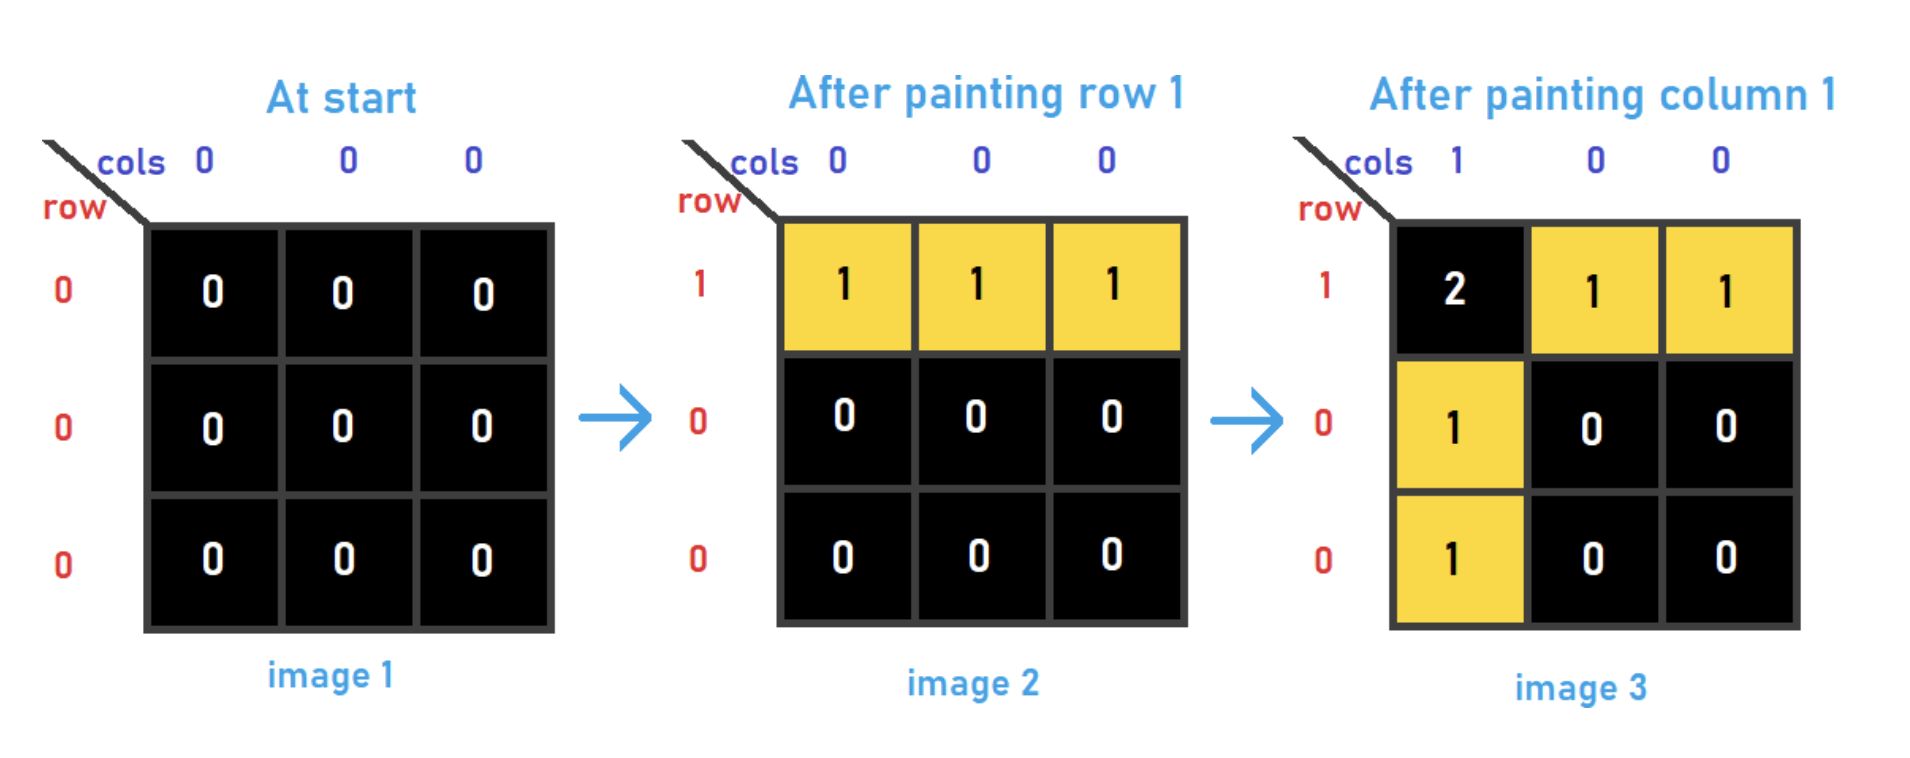 At start
cols 0 0 0
row
0 0 0 0
0 0 0 0
0 0 0 0
image 1
After painting row 1
cols 0 0 0
row
1 1 1 1
0 0 0 0
0 0 0 0
image 2
After painting column 1
cols 1 0 0
row
1 2 1 1
0 1 0 0
0 1 0 0
image 3